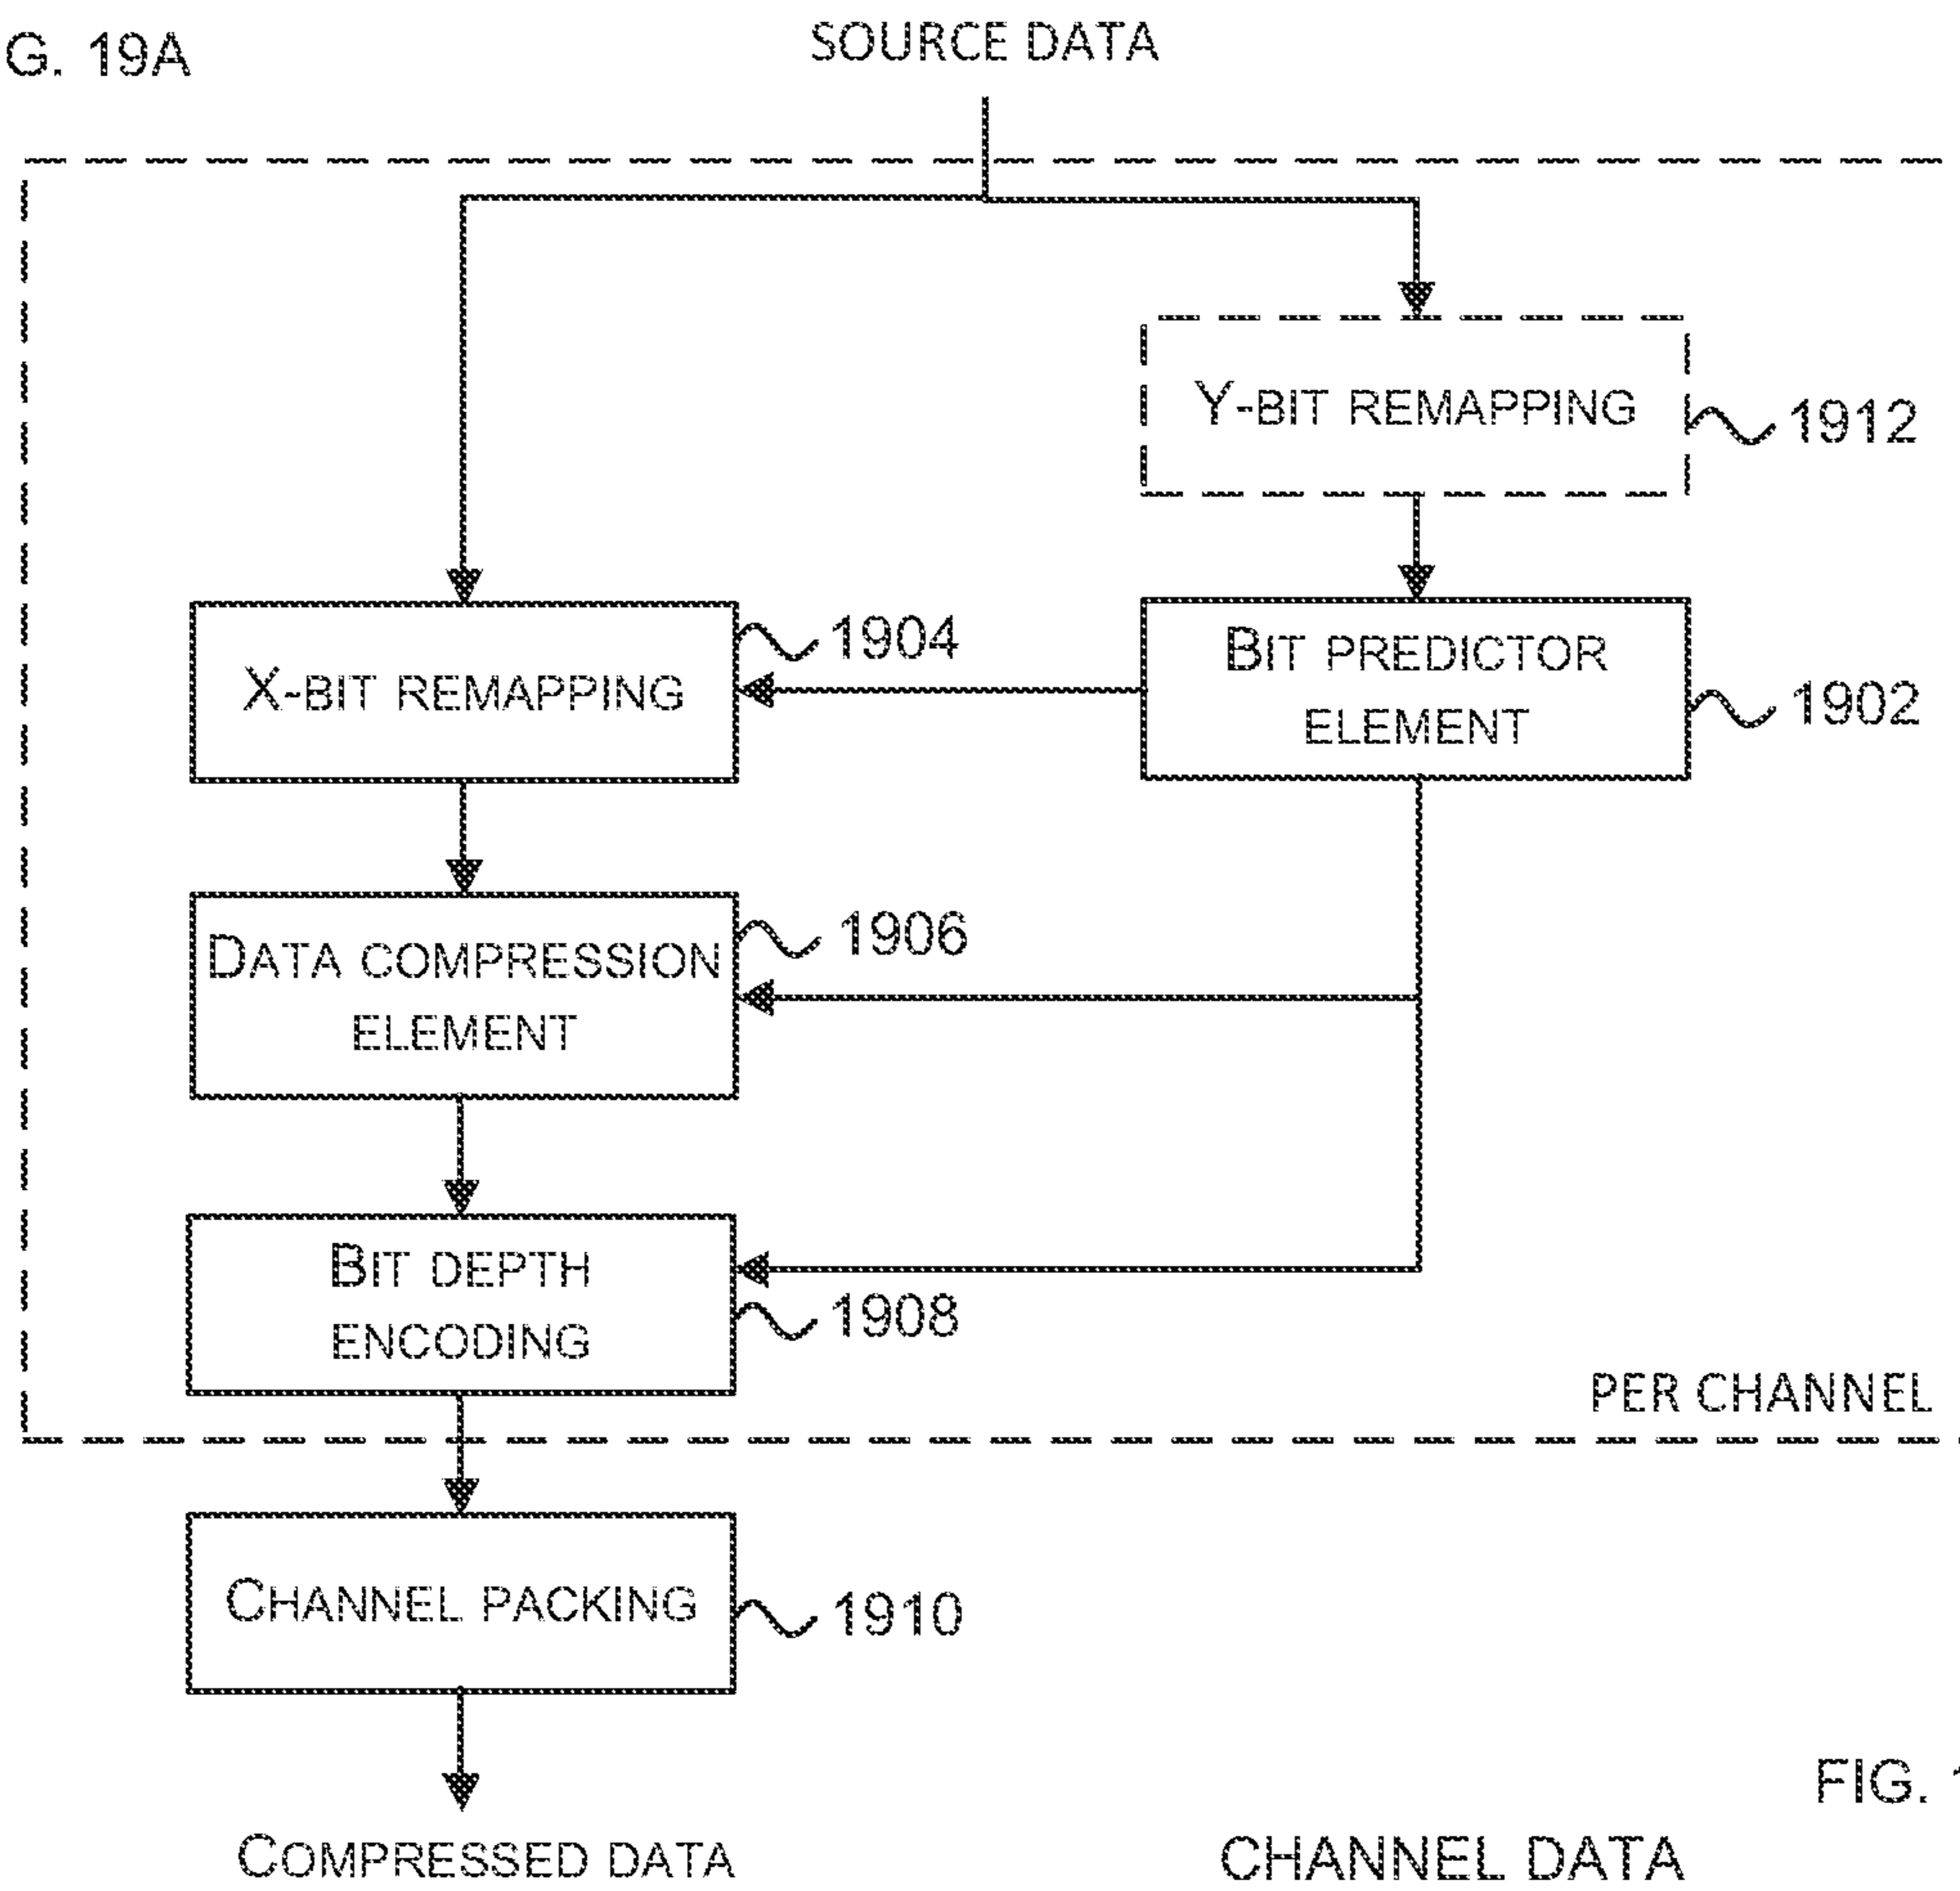 G. 19A
SOURCE DATA
Y-BIT REMAPPING
1912
1904
X-BIT REMAPPING
BIT PREDICTOR
ELEMENT
1902
1906
DATA COMPRESSION
ELEMENT
BIT DEPTH
ENCODING
1908
PER CHANNEL
CHANNEL PACKING
1910
FIG.
COMPRESSED DATA
CHANNEL DATA